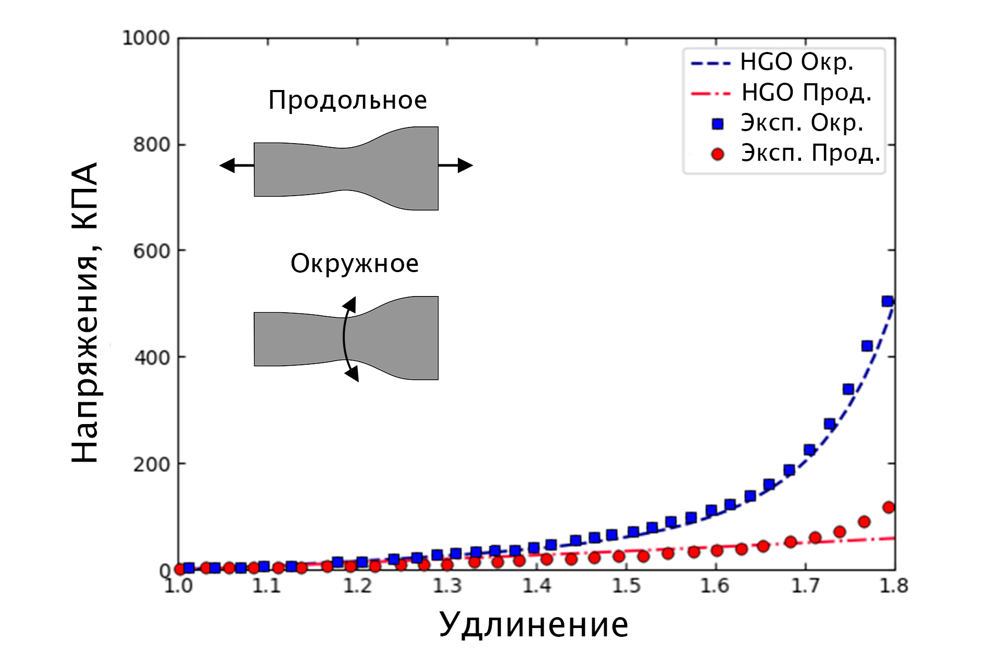 1000
800
600
400
200
0
1.0 1.1 1.2 1.3 1.4 1.5 1.6 1.7 1.8
Напряжения, КПА
Удлинение
Продольное
Окружное
HGO Окр.
HGO Прод.
Эксп. Окр.
Эксп. Прод.